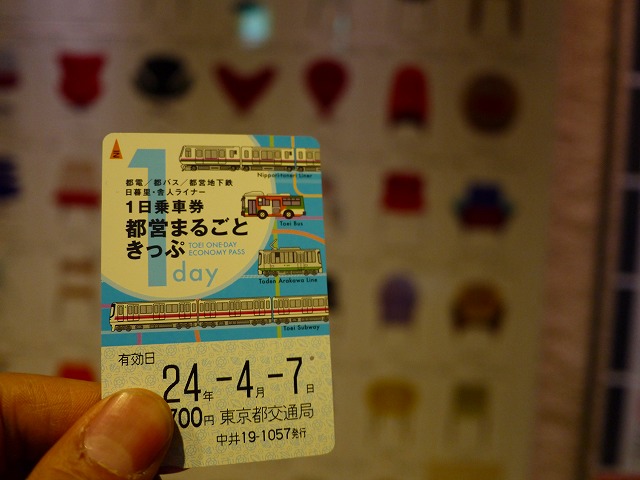 1 day
都電／都バス／都営地下鉄
日暮里・舎人ライナー
1日乗車券
都営まるごと
きっぷ TOEI ONE-DAY
ECONOMY PASS
Nippori-toneri Liner
Toei Bus
Toden Arakawa Line
Toei Subway
有効日
24年-4月-7日
700円 東京都交通局
中井19-1057発行